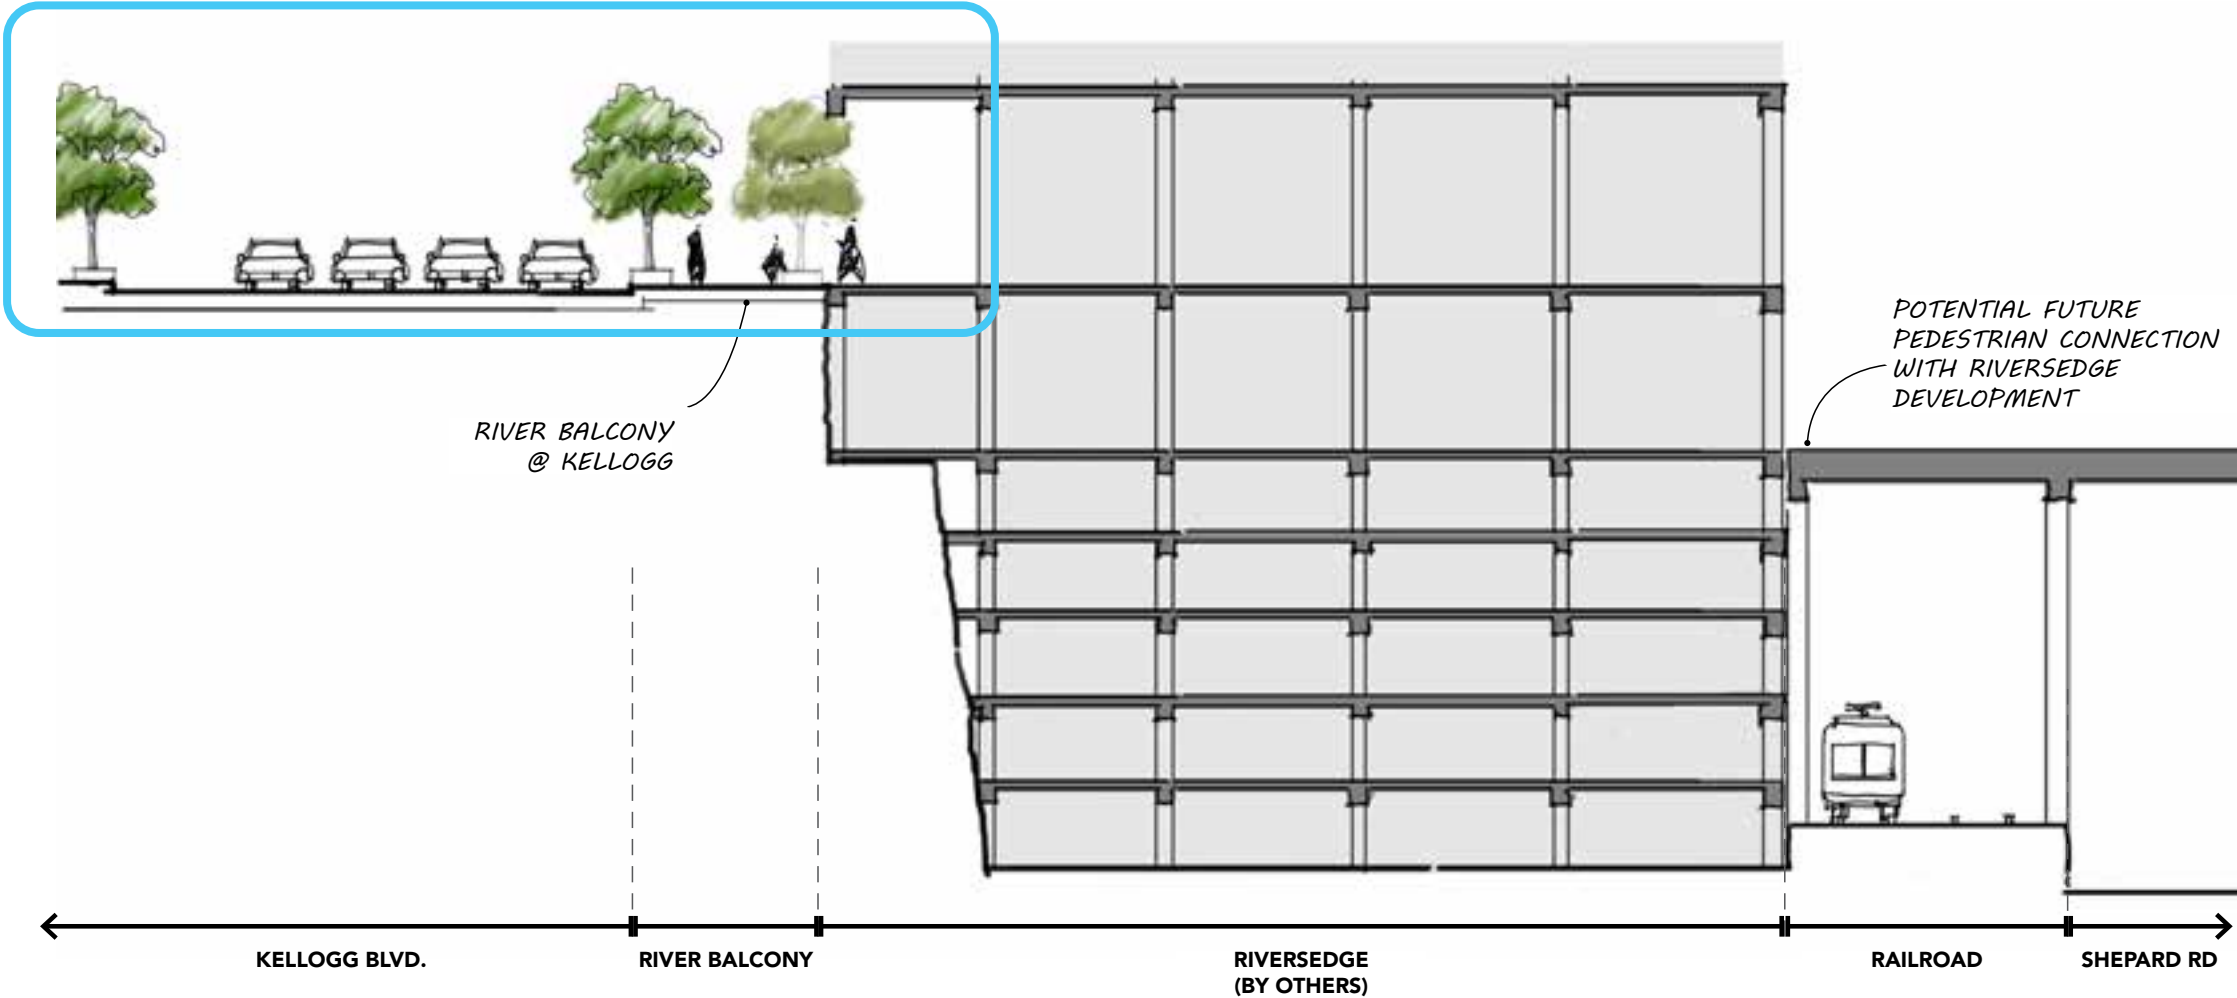 POTENTIAL FUTURE
PEDESTRIAN CONNECTION
WITH RIVERSEDGE
DEVELOPMENT
RIVER BALCONY
@ KELLOGG
KELLOGG BLVD.
RIVER BALCONY
RIVERSEDGE
(BY OTHERS)
RAILROAD
SHEPARD RD